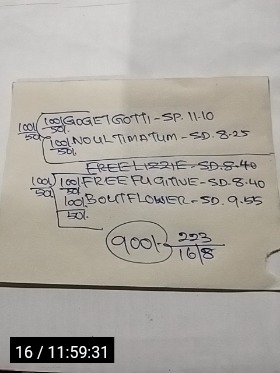 100/50/. 100/50/. GOGETGOTTI-SP. 11.10
100/50/. NOULTIMATUM-SD.8.25
FREE LIZZIE-SD.8.40
100/50/. 100/50/. FREE FUGITIVE-SD.8.40
100/50/. BOUTFLOWER-SD.9.55
900/- 223
16/8
16 / 11:59:31